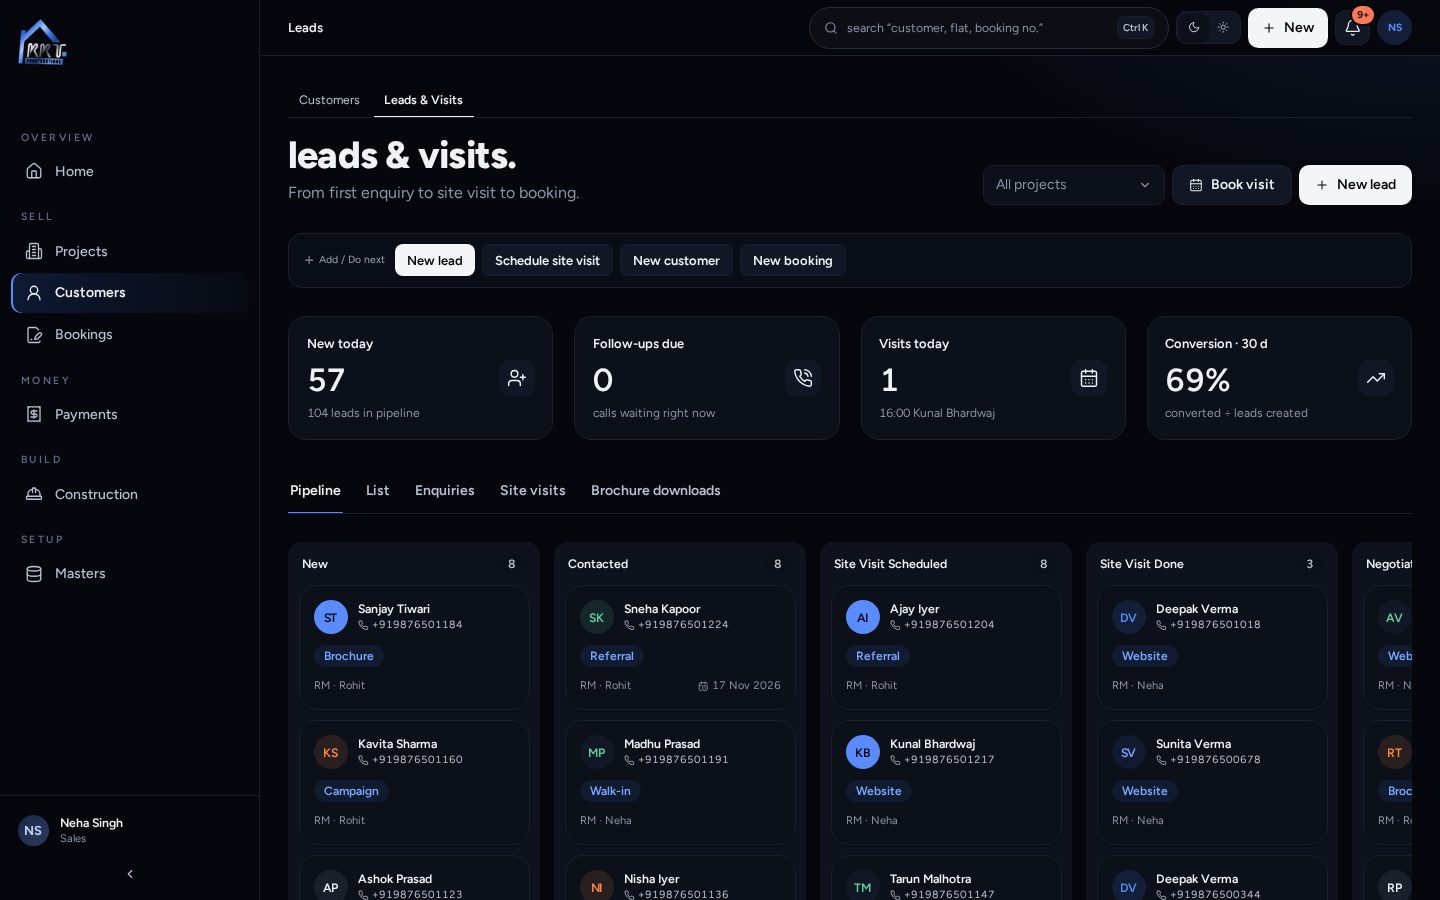 Leads
search “customer, flat, booking no.”
Ctrl K
New
9+
NS
OVERVIEW
Home
SELL
Projects
Customers
Bookings
MONEY
Payments
BUILD
Construction
SETUP
Masters
NS
Neha Singh
Sales
Customers
Leads & Visits
leads & visits.
From first enquiry to site visit to booking.
All projects
Book visit
New lead
Add / Do next
New lead
Schedule site visit
New customer
New booking
New today
57
104 leads in pipeline
Follow-ups due
0
calls waiting right now
Visits today
1
16:00 Kunal Bhardwaj
Conversion · 30 d
69%
converted ÷ leads created
Pipeline
List
Enquiries
Site visits
Brochure downloads
New
8
ST
Sanjay Tiwari
+919876501184
Brochure
RM · Rohit
KS
Kavita Sharma
+919876501160
Campaign
RM · Rohit
AP
Ashok Prasad
+919876501123
Contacted
8
SK
Sneha Kapoor
+919876501224
Referral
RM · Rohit
17 Nov 2026
MP
Madhu Prasad
+919876501191
Walk-in
RM · Neha
NI
Nisha Iyer
+919876501136
Site Visit Scheduled
8
AI
Ajay Iyer
+919876501204
Referral
RM · Rohit
KB
Kunal Bhardwaj
+919876501217
Website
RM · Neha
TM
Tarun Malhotra
+919876501147
Site Visit Done
3
DV
Deepak Verma
+919876501018
Website
RM · Neha
SV
Sunita Verma
+919876500678
Website
RM · Neha
DV
Deepak Verma
+919876500344
Negotiat
AV
Web
RM · N
RT
Broc
RM · Ro
RP